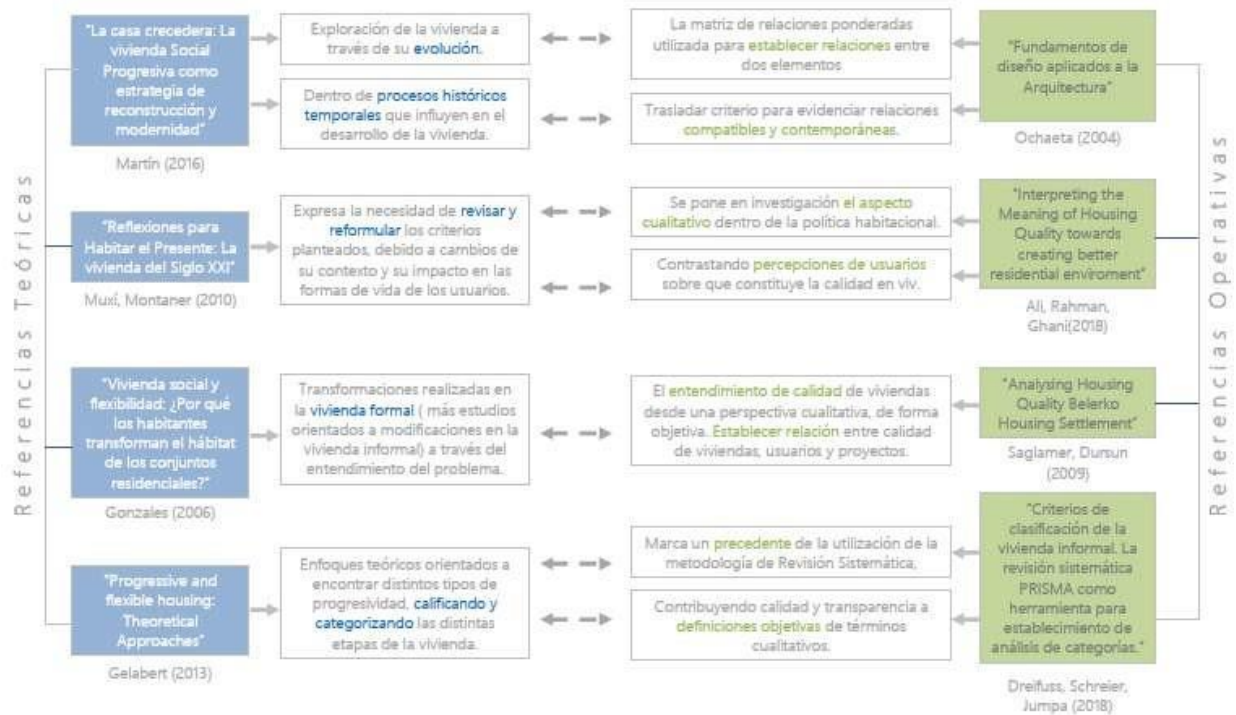 Referencias Teóricas
"La casa crecedera: La
vivienda Social
Progresiva como
estrategia de
reconstrucción y
modernidad"
Martín (2016)
Exploración de la vivienda a
través de su evolución.
Dentro de procesos históricos
temporales que influyen en el
desarrollo de la vivienda.
La matriz de relaciones ponderadas
utilizada para establecer relaciones entre
dos elementos
Trasladar criterio para evidenciar relaciones
compatibles y contemporáneas.
"Fundamentos de
diseño aplicados a la
Arquitectura"
Ochaeta (2004)
"Reflexiones para
Habitar el Presente: La
vivienda del Siglo XXI"
Muxí, Montaner (2010)
Expresa la necesidad de revisar y
reformular los criterios
planteados, debido a cambios de
su contexto y su impacto en las
formas de vida de los usuarios.
Se pone en investigación el aspecto
cualitativo dentro de la política habitacional.
Contrastando percepciones de usuarios
sobre que constituye la calidad en viv.
"Interpreting the
Meaning of Housing
Quality towards
creating better
residential enviroment"
Ali, Rahman,
Ghani(2018)
"Vivienda social y
flexibilidad: ¿Por qué
los habitantes
transforman el hábitat
de los conjuntos
residenciales?"
Gonzales (2006)
Transformaciones realizadas en
la vivienda formal ( más estudios
orientados a modificaciones en la
vivienda informal) a través del
entendimiento del problema.
El entendimiento de calidad de viviendas
desde una perspectiva cualitativa, de forma
objetiva. Establecer relación entre calidad
de viviendas, usuarios y proyectos.
"Analysing Housing
Quality Belerko
Housing Settlement"
Saglamer, Dursun
(2009)
"Progressive and
flexible housing:
Theoretical
Approaches"
Gelabert (2013)
Enfoques teóricos orientados a
encontrar distintos tipos de
progresividad, calificando y
categorizando las distintas
etapas de la vivienda.
Marca un precedente de la utilización de la
metodología de Revisión Sistemática,
Contribuyendo calidad y transparencia a
definiciones objetivas de términos
cualitativos.
"Criterios de
clasificación de la
vivienda informal. La
revisión sistemática
PRISMA como
herramienta para
establecimiento de
análisis de categorías."
Dreifuss, Schreier,
Jumpa (2018)
Referencias Operativas